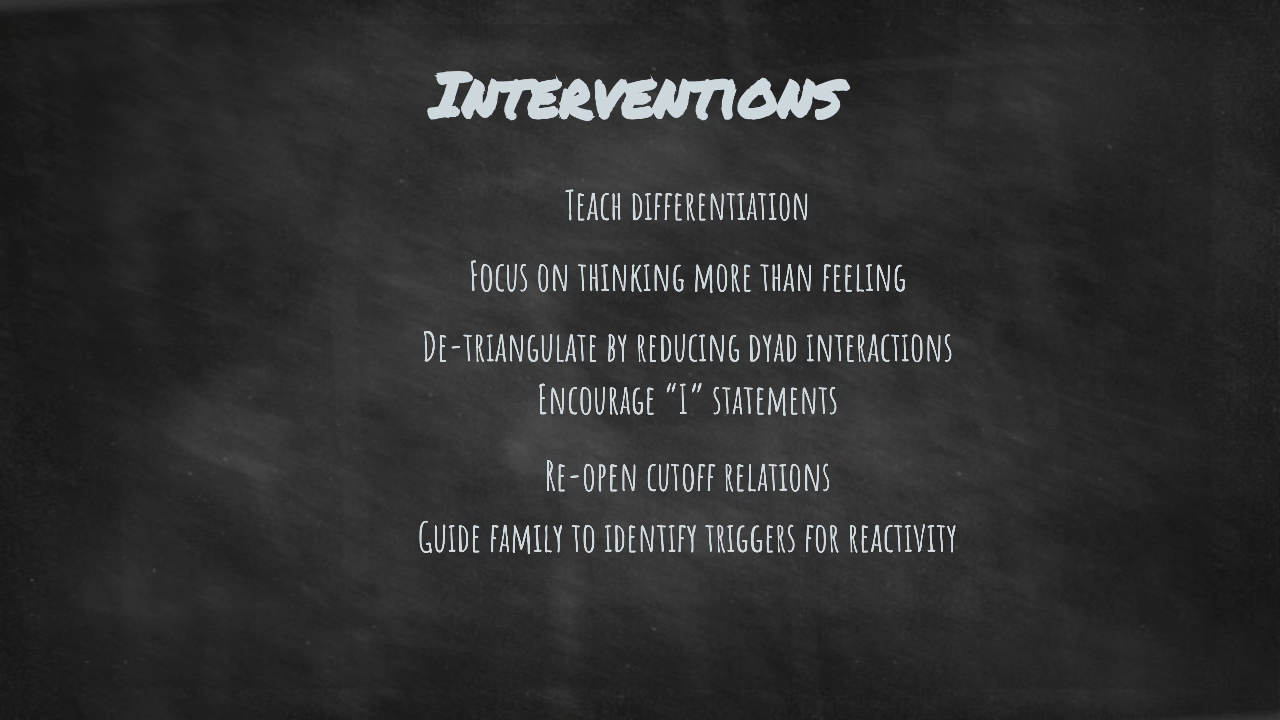 Interventions
Teach differentiation
Focus on thinking more than feeling
De-triangulate by reducing dyad interactions
Encourage “I” statements
Re-open cutoff relations
Guide family to identify triggers for reactivity